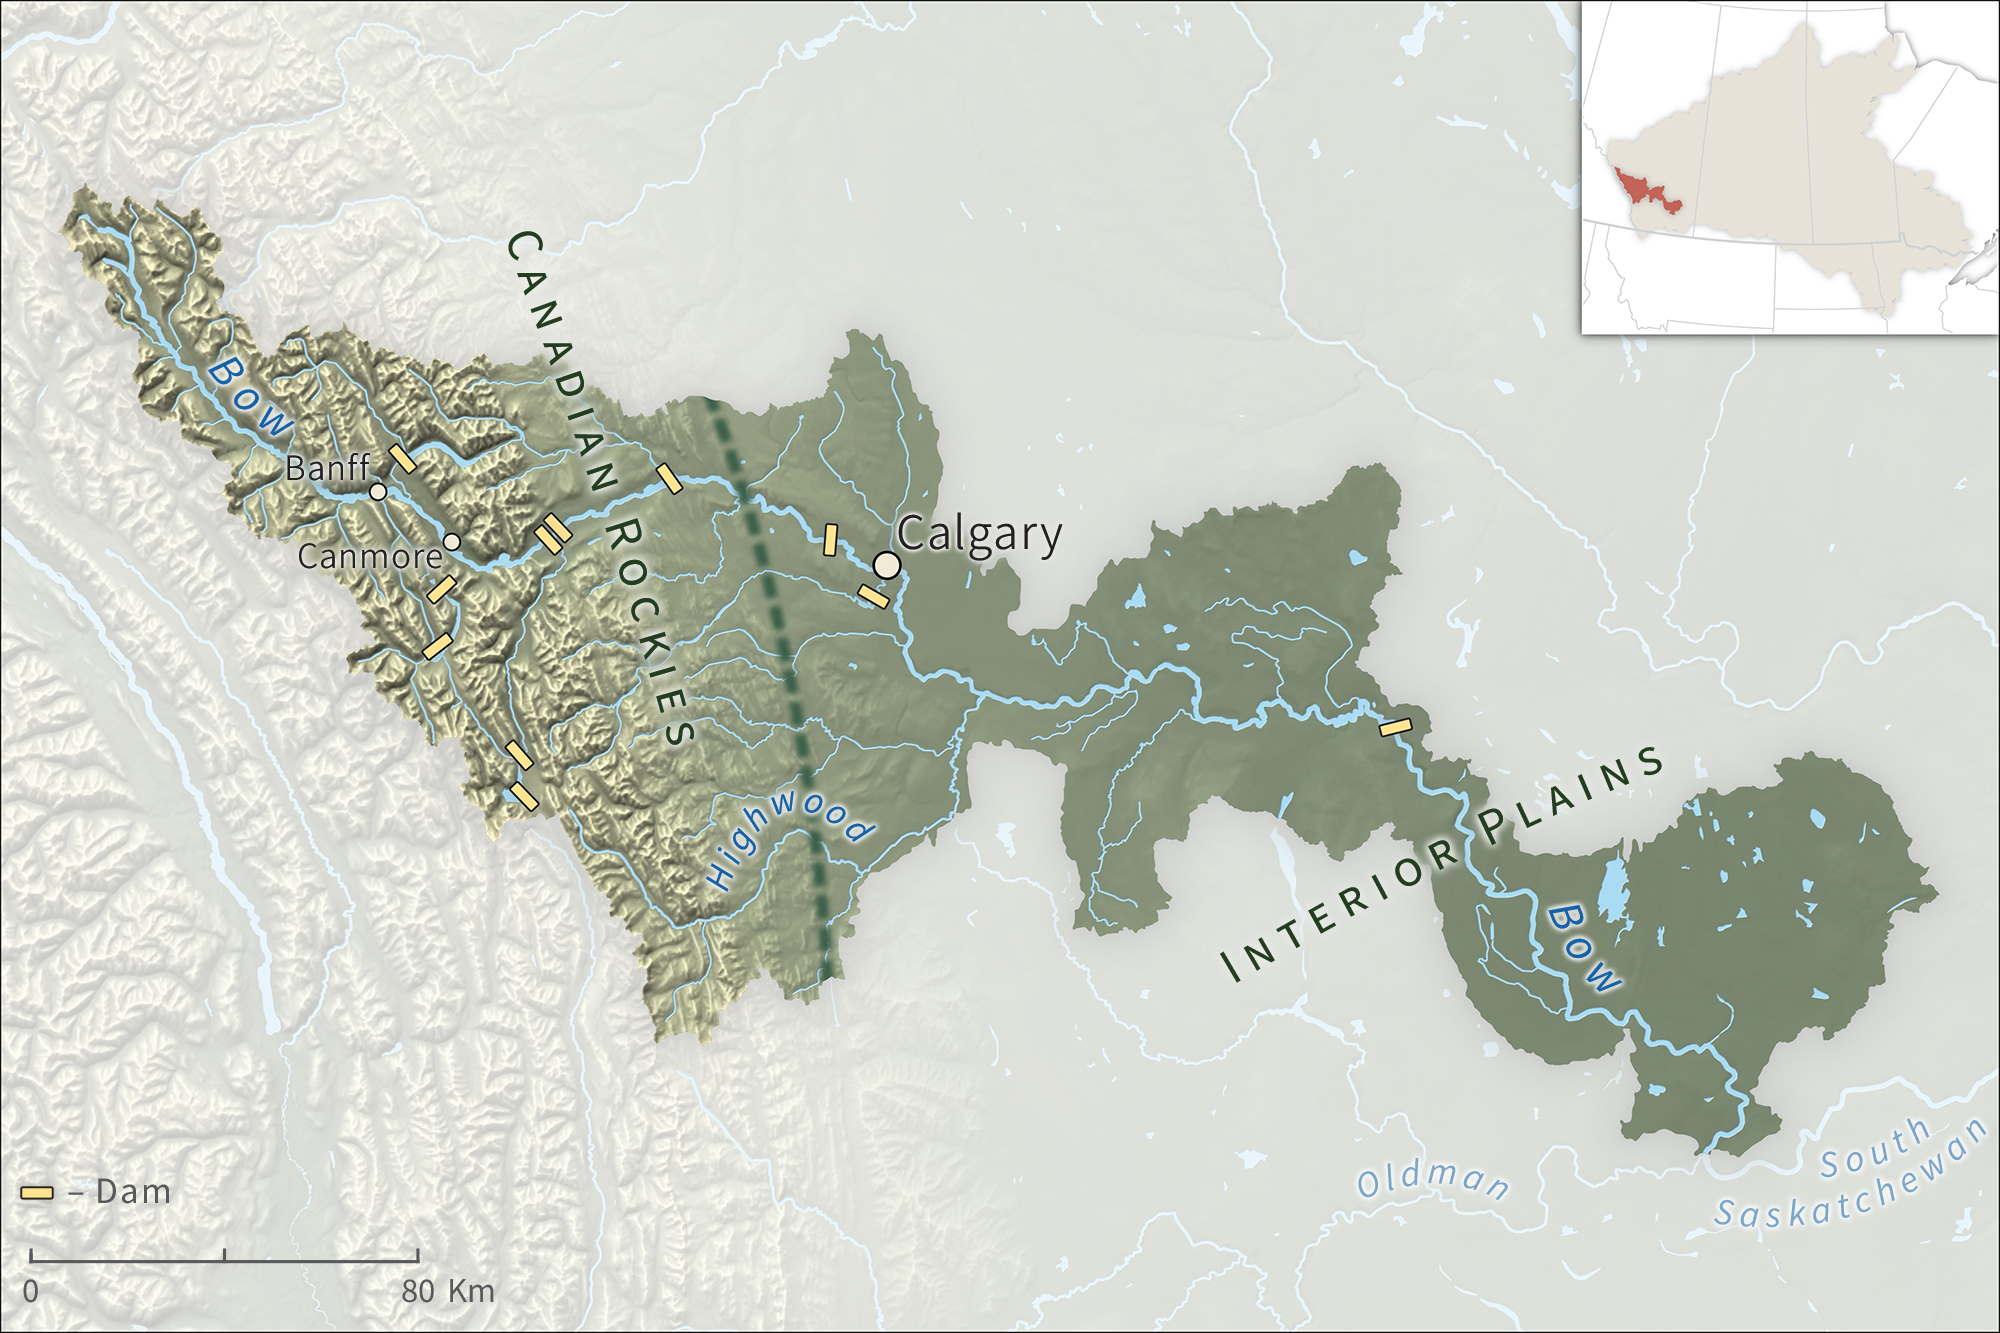 CANADIAN ROCKIES
Bow
Banff
Canmore
Calgary
Highwood
INTERIOR PLAINS
Bow
Oldman
South
Saskatchewan
– Dam
0 80 Km